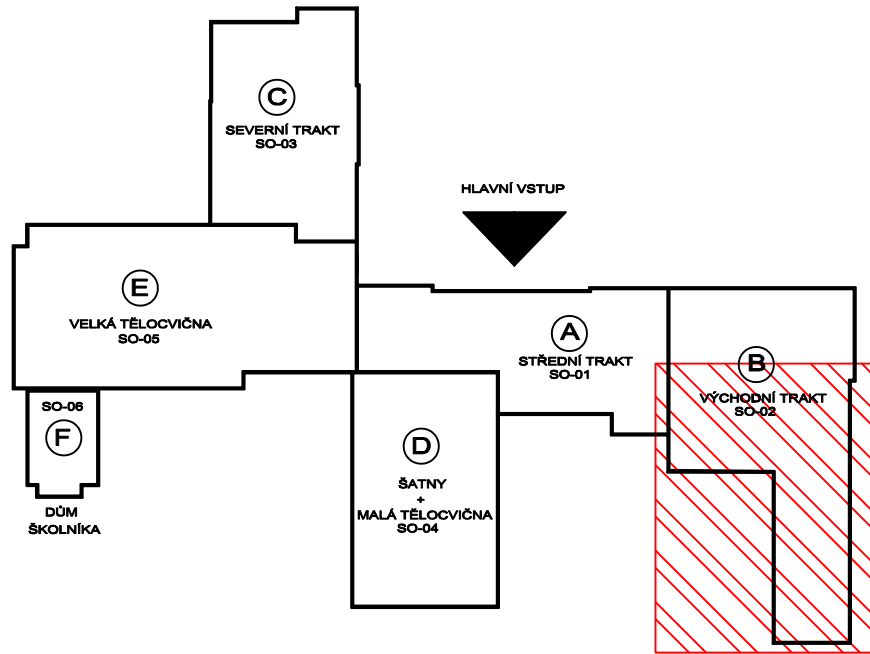 C
SEVERNÍ TRAKT
SO-03
HLAVNÍ VSTUP
E
VELKÁ TĚLOCVIČNA
SO-05
A
STŘEDNÍ TRAKT
SO-01
B
VÝCHODNÍ TRAKT
SO-02
SO-06
F
DŮM
ŠKOLNÍKA
D
ŠATNY
+
MALÁ TĚLOCVIČNA
SO-04